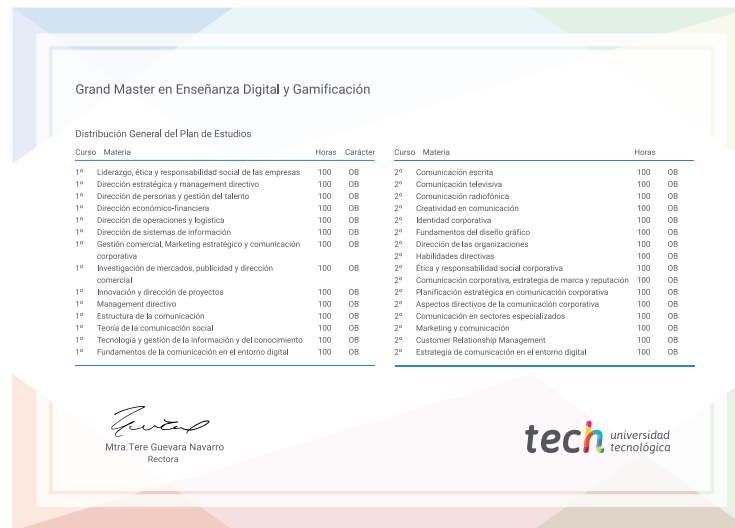 Grand Master en Enseñanza Digital y Gamificación
Distribución General del Plan de Estudios
Curso Materia Horas Carácter
1º Liderazgo, ética y responsabilidad social de las empresas 100 OB
1º Dirección estratégica y management directivo 100 OB
1º Dirección de personas y gestión del talento 100 OB
1º Dirección económico-financiera 100 OB
1º Dirección de operaciones y logística 100 OB
1º Dirección de sistemas de información 100 OB
1º Gestión comercial, Marketing estratégico y comunicación 100 OB
corporativa
1º Investigación de mercados, publicidad y dirección 100 OB
comercial
1º Innovación y dirección de proyectos 100 OB
1º Management directivo 100 OB
1º Estructura de la comunicación 100 OB
1º Teoría de la comunicación social 100 OB
1º Tecnología y gestión de la información y del conocimiento 100 OB
1º Fundamentos de la comunicación en el entorno digital 100 OB
Curso Materia Horas
2º Comunicación escrita 100 OB
2º Comunicación televisiva 100 OB
2º Comunicación radiofónica 100 OB
2º Creatividad en comunicación 100 OB
2º Identidad corporativa 100 OB
2º Fundamentos del diseño gráfico 100 OB
2º Dirección de las organizaciones 100 OB
2º Habilidades directivas 100 OB
2º Ética y responsabilidad social corporativa 100 OB
2º Comunicación corporativa, estrategia de marca y reputación 100 OB
2º Planificación estratégica en comunicación corporativa 100 OB
2º Aspectos directivos de la comunicación corporativa 100 OB
2º Comunicación en sectores especializados 100 OB
2º Marketing y comunicación 100 OB
2º Customer Relationship Management 100 OB
2º Estrategia de comunicación en el entorno digital 100 OB
Mtra.Tere Guevara Navarro
Rectora
tech universidad
tecnológica